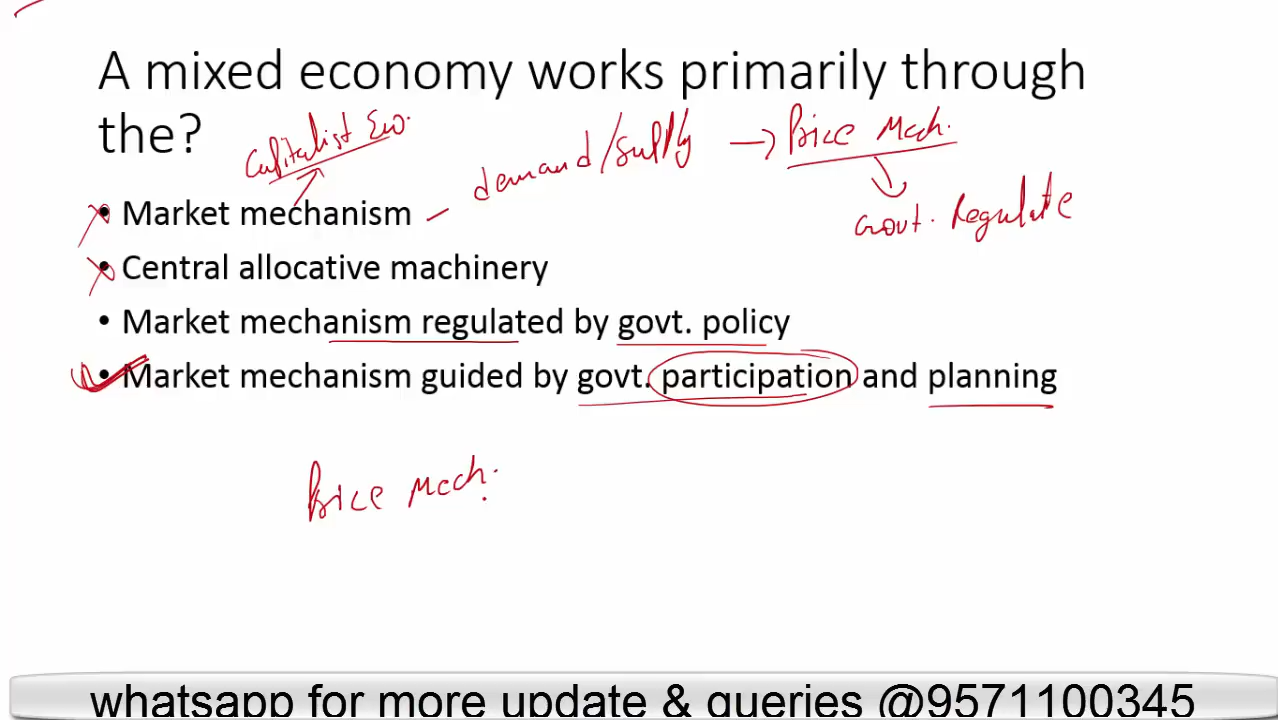 A mixed economy works primarily through
the?
Capitalist Eco.
demand/supply → Price Mech.
Govt. Regulate
• Market mechanism –
• Central allocative machinery
• Market mechanism regulated by govt. policy
• Market mechanism guided by govt. participation and planning
Price Mech.
whatsapp for more update & queries @9571100345